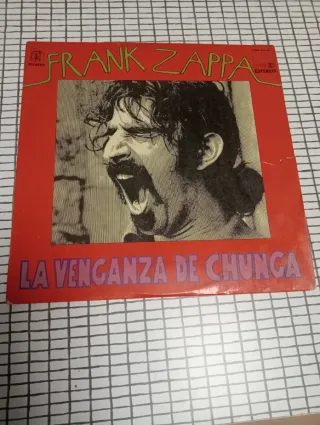 FRANK ZAPPA
LA VENGANZA DE CHUNGA